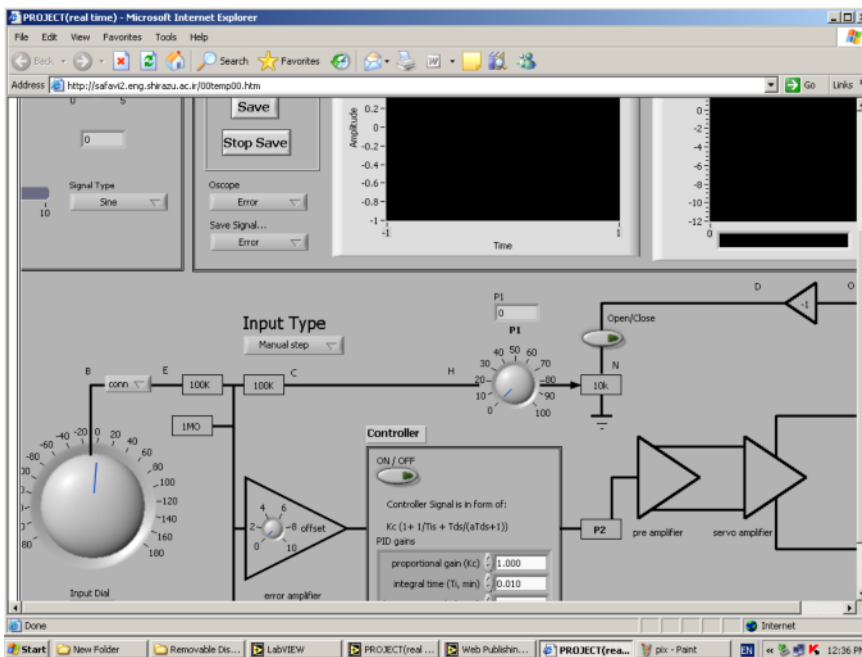 PROJECT(real time) - Microsoft Internet Explorer
File Edit View Favorites Tools Help
Back Search Favorites
Address http://safavi2.eng.shirazu.ac.ir/00temp00.htm Go Links
0 5
0
Signal Type
Sine
10
Save
Stop Save
Oscope
Error
Save Signal...
Error
Amplitude
0.2-
0-
-0.2-
-0.4-
-0.6-
-0.8-
-1-
-1 1
Time
0-
-2-
-4-
-6-
-8-
-10-
-12-
0
D O
-1
P1
0
P1
Open/Close
Input Type
Manual step
B E C H N
conn 100K 100K 10k
0 10 20 30 40 50 60 70 80 90 100
1MO
-80 -60 -40 -20 0 20 40 60 80 100 120 140 160 180
Input Dial
0 2 4 6 8 10
offset
error amplifier
Controller
ON / OFF
Controller Signal is in form of:
Kc (1+ 1/Tis + Tds/(aTds+1))
PID gains
proportional gain (Kc) 1.000
integral time (Ti, min) 0.010
P2
pre amplifier servo amplifier
Done Internet
Start New Folder Removable Dis... LabVIEW PROJECT(real ... Web Publishin... PROJECT(rea... pix - Paint EN 12:36 PM